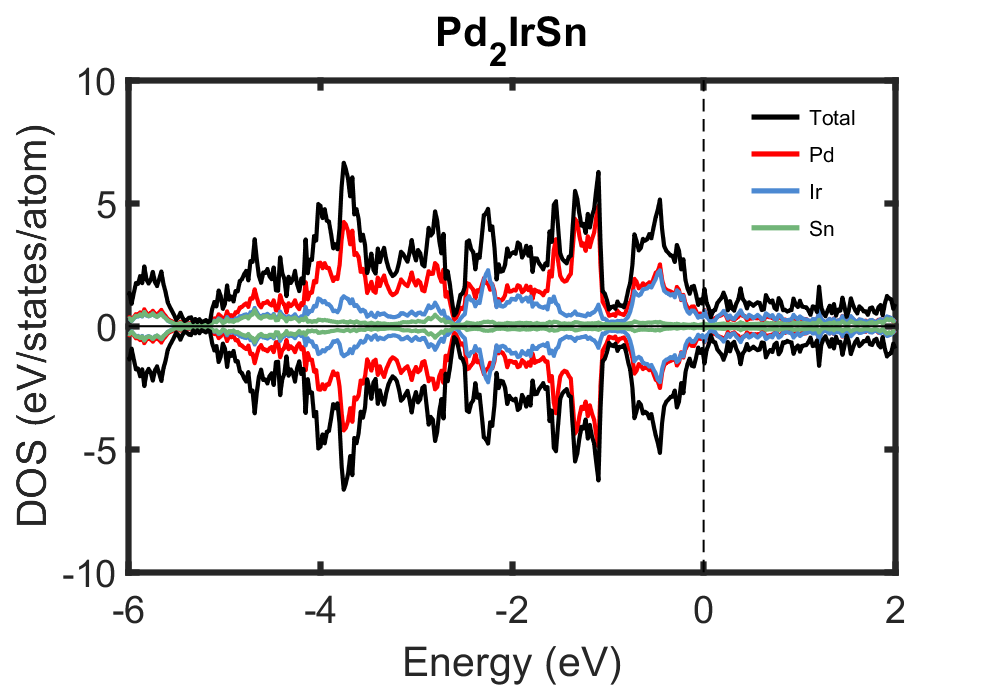 Pd₂IrSn
10
5
0
-5
-10
DOS (eV/states/atom)
Total
Pd
Ir
Sn
-6 -4 -2 0 2
Energy (eV)